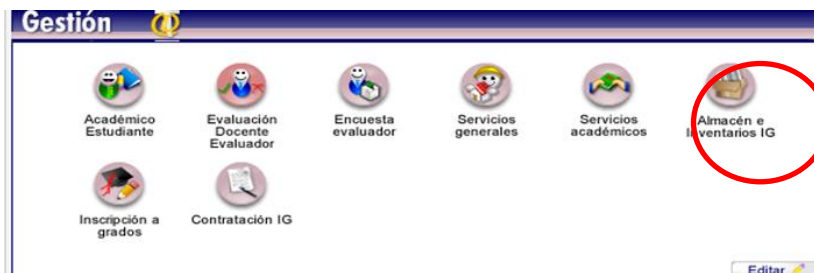 Gestión
Académico
Estudiante
Evaluación
Docente
Evaluador
Encuesta
evaluador
Servicios
generales
Servicios
académicos
Almacén e
Inventarios IG
Inscripción a
grados
Contratación IG
Editar